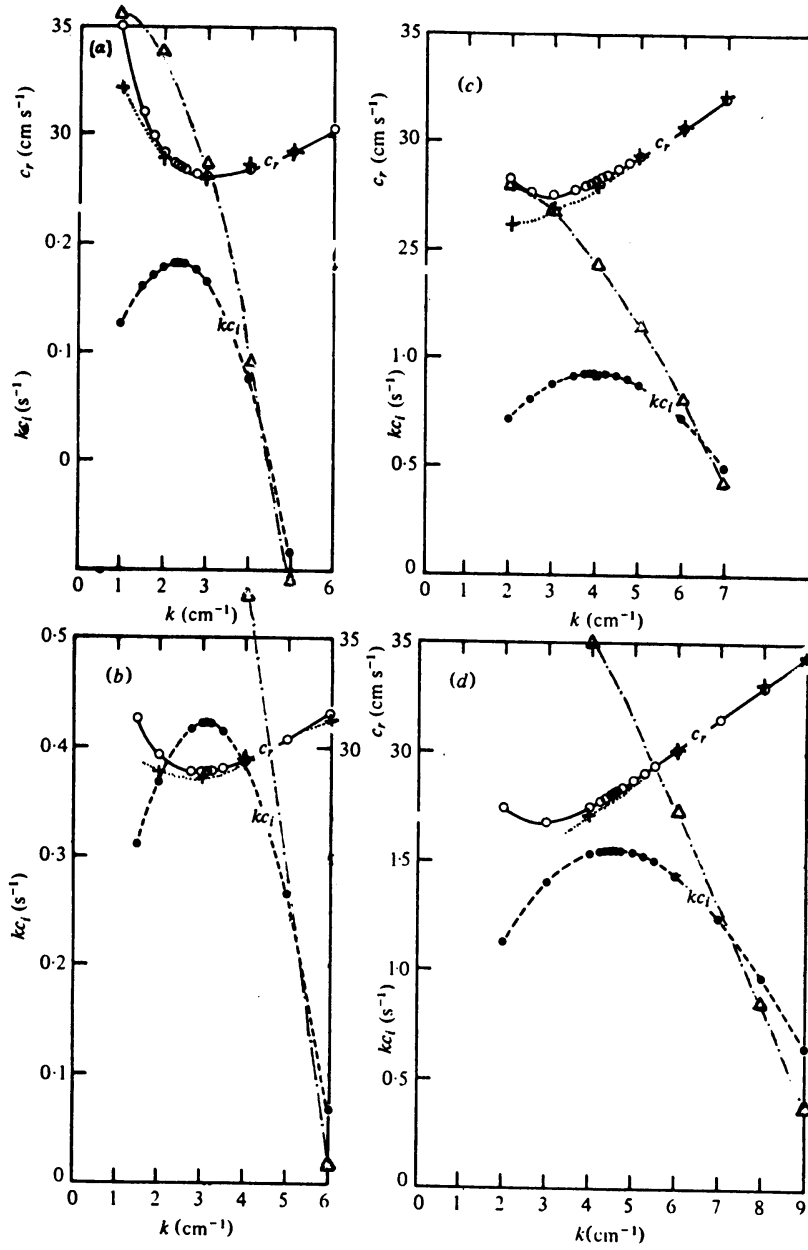 (a)
35
30
c_r (cm s⁻¹)
c_r
0·2
0·1
0
kc_i (s⁻¹)
kc_i
0 1 2 3 4 5 6
k (cm⁻¹)
(c)
35
30
25
c_r (cm s⁻¹)
c_r
1·0
0·5
0
kc_i (s⁻¹)
kc_i
0 1 2 3 4 5 6 7
k (cm⁻¹)
(b)
0·5
0·4
0·3
0·2
0·1
0
kc_i (s⁻¹)
35
30
c_r
kc_i
0 1 2 3 4 5 6
k (cm⁻¹)
(d)
35
30
c_r (cm s⁻¹)
c_r
1·5
1·0
0·5
0
kc_i (s⁻¹)
kc_i
0 1 2 3 4 5 6 7 8 9
k(cm⁻¹)